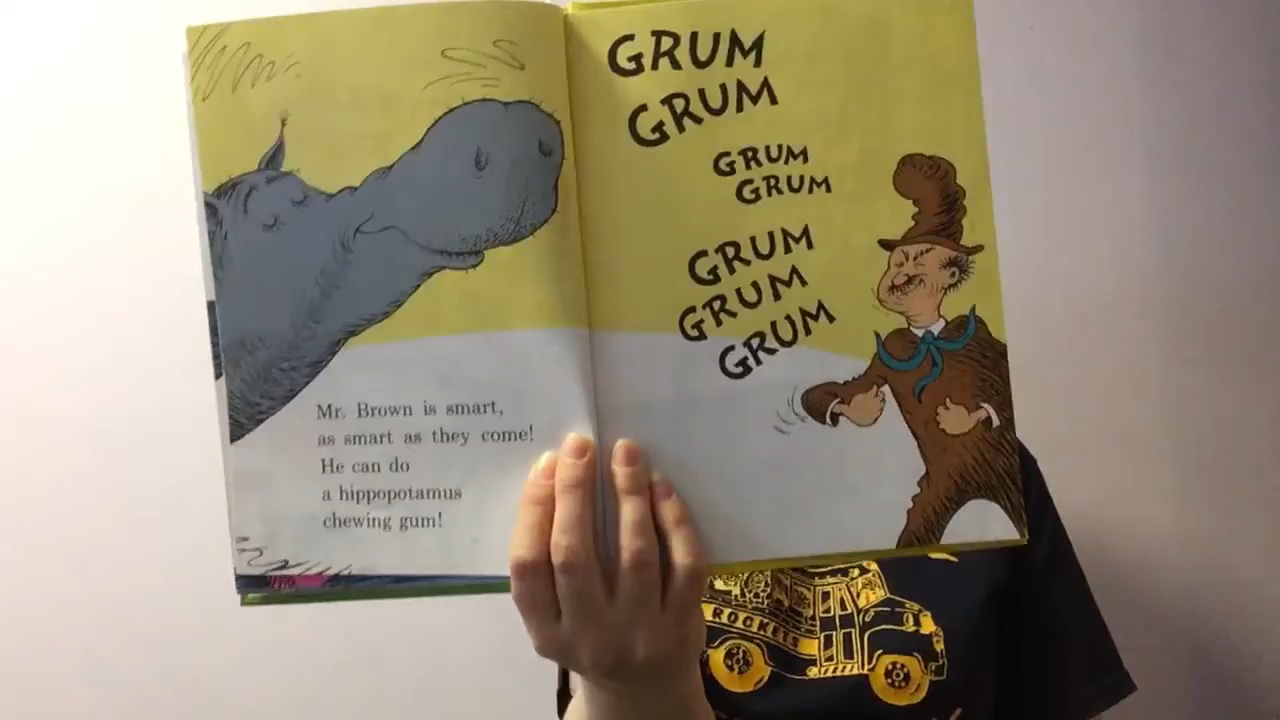 Mr. Brown is smart,
as smart as they come!
He can do
a hippopotamus
chewing gum!
GRUM
GRUM
GRUM
GRUM
GRUM
GRUM
GRUM
ROCKETS